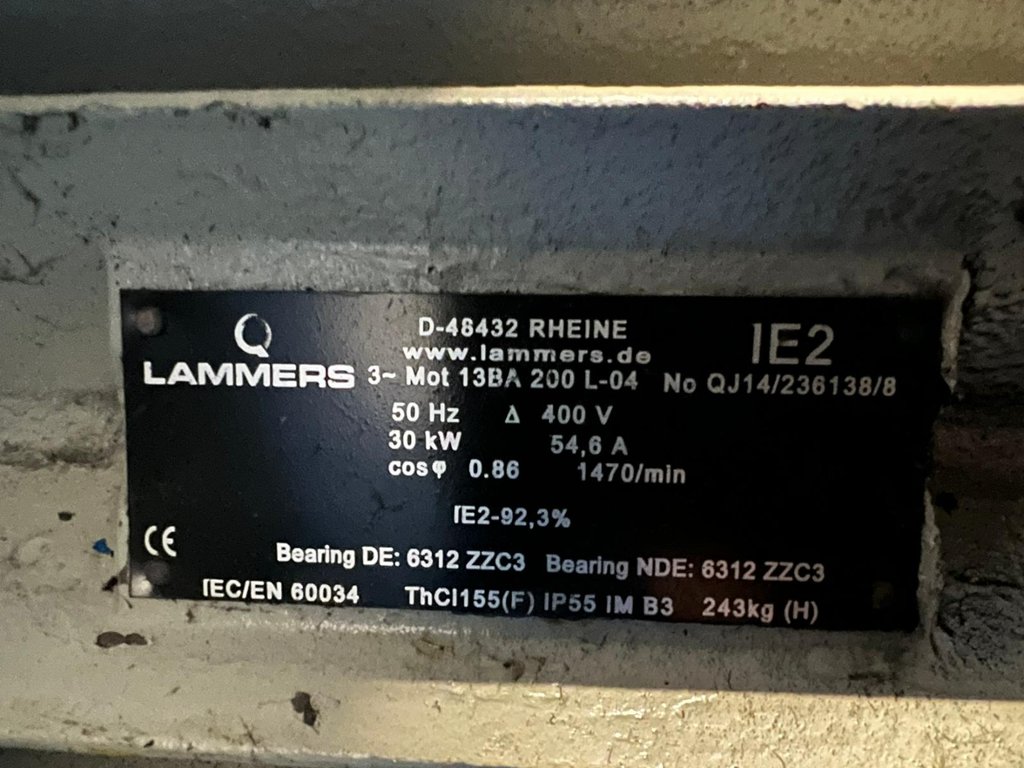 D-48432 RHEINE
IE2
www.lammers.de
LAMMERS
3~ Mot 13BA 200 L-04 No QJ14/236138/8
50 Hz Δ 400 V
30 kW 54,6 A
cosφ 0.86 1470/min
IE2-92,3%
CE
Bearing DE: 6312 ZZC3 Bearing NDE: 6312 ZZC3
IEC/EN 60034 ThCl155(F) IP55 IM B3 243kg (H)